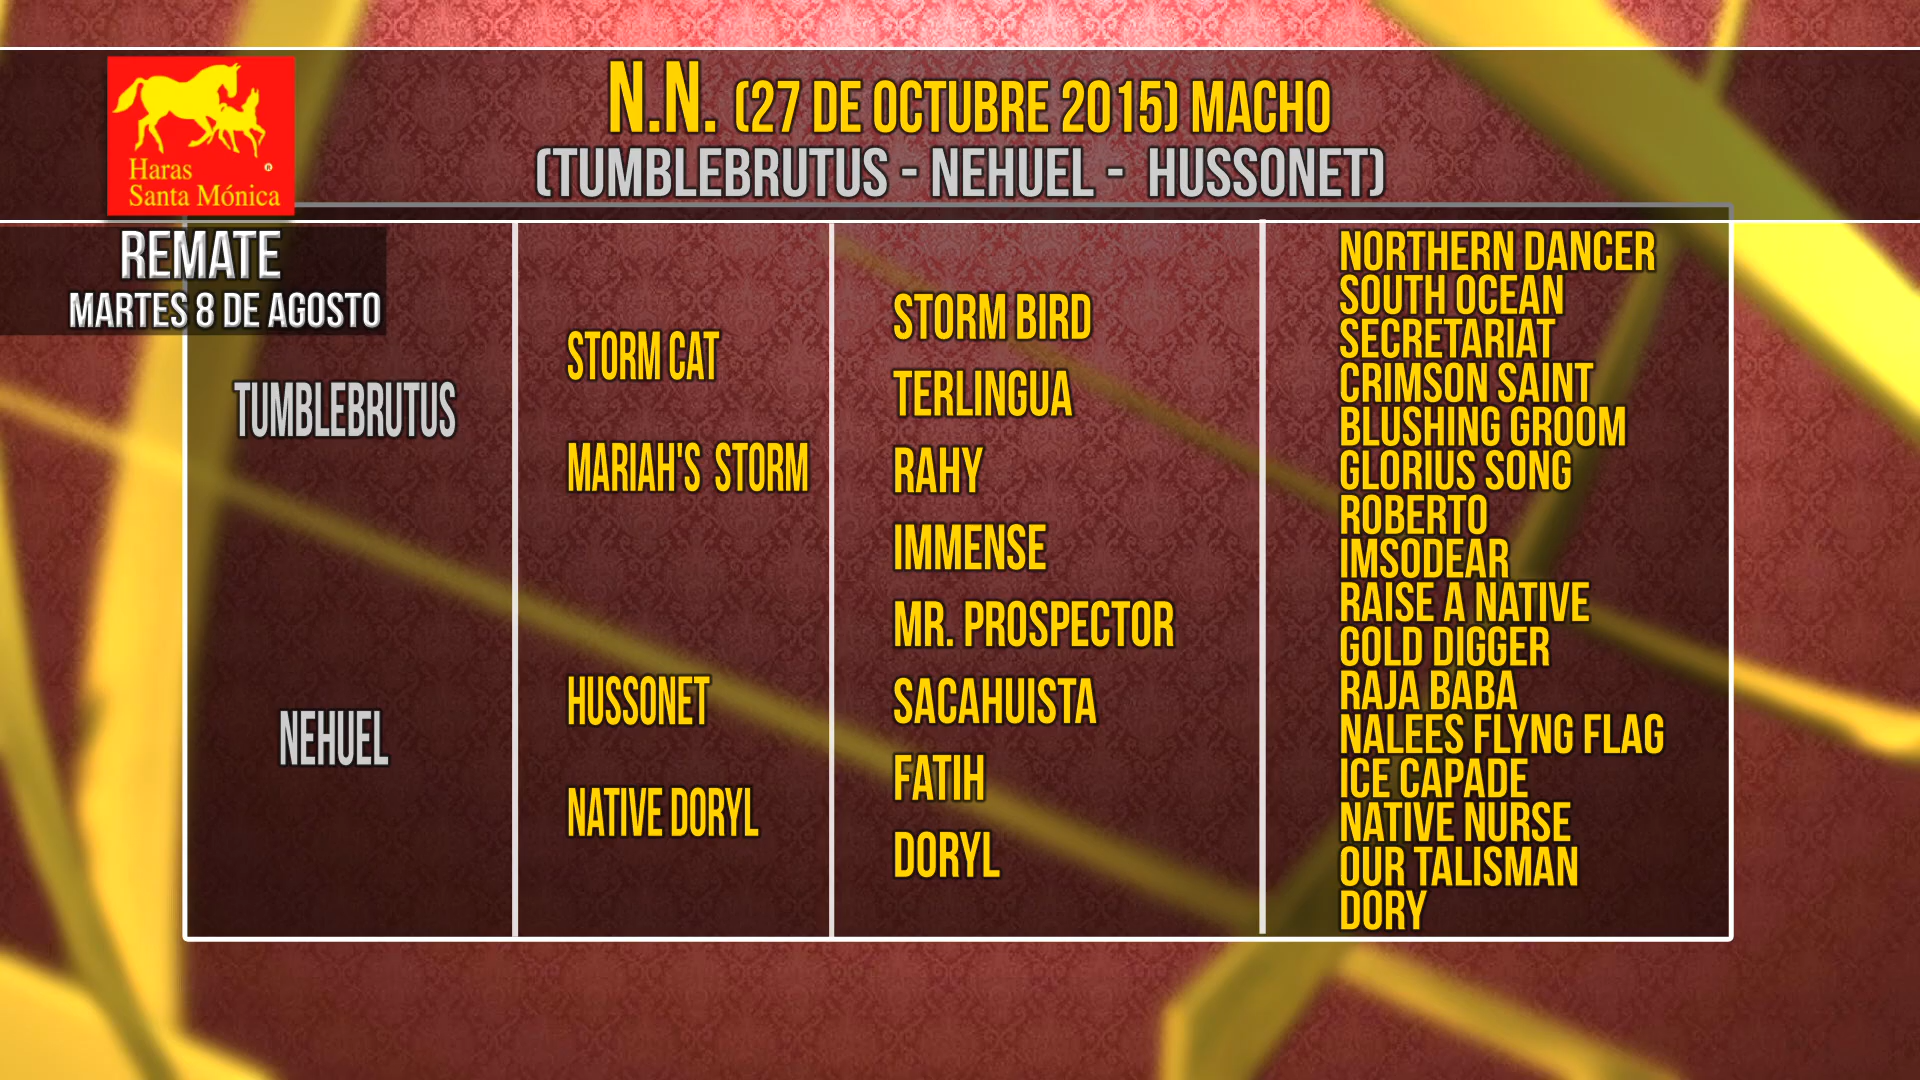 N.N. (27 DE OCTUBRE 2015) MACHO
(TUMBLEBRUTUS - NEHUEL - HUSSONET)
Haras
Santa Mónica
REMATE
MARTES 8 DE AGOSTO
TUMBLEBRUTUS
NEHUEL
STORM CAT
MARIAH'S STORM
HUSSONET
NATIVE DORYL
STORM BIRD
TERLINGUA
RAHY
IMMENSE
MR. PROSPECTOR
SACAHUISTA
FATIH
DORYL
NORTHERN DANCER
SOUTH OCEAN
SECRETARIAT
CRIMSON SAINT
BLUSHING GROOM
GLORIUS SONG
ROBERTO
IMSODEAR
RAISE A NATIVE
GOLD DIGGER
RAJA BABA
NALEES FLYNG FLAG
ICE CAPADE
NATIVE NURSE
OUR TALISMAN
DORY